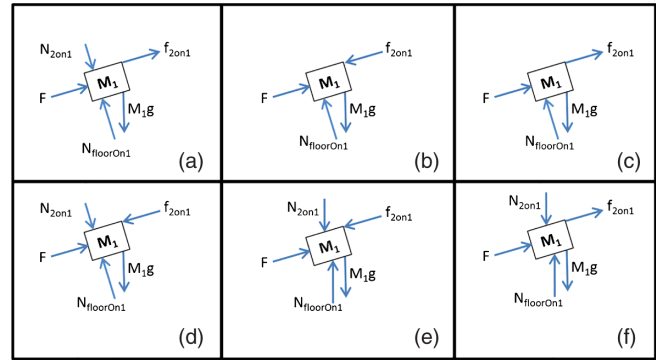 N2on1 f2on1
M1
F
M1g
NfloorOn1
(a)
f2on1
M1
F
M1g
NfloorOn1
(b)
f2on1
M1
F
M1g
NfloorOn1
(c)
N2on1 f2on1
M1
F
M1g
NfloorOn1
(d)
N2on1 f2on1
M1
F
M1g
NfloorOn1
(e)
N2on1 f2on1
M1
F
M1g
NfloorOn1
(f)